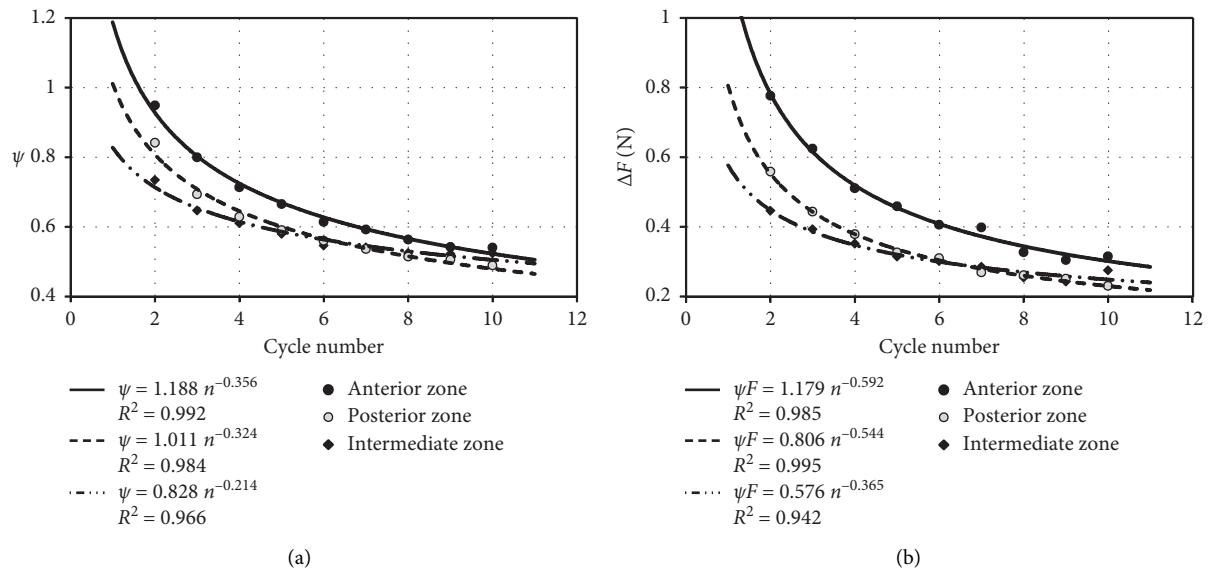 1.2
1
0.8
0.6
0.4
ψ
0 2 4 6 8 10 12
Cycle number
ψ = 1.188 n^–0.356
R² = 0.992
ψ = 1.011 n^–0.324
R² = 0.984
ψ = 0.828 n^–0.214
R² = 0.966
Anterior zone
Posterior zone
Intermediate zone
(a)
1
0.8
0.6
0.4
0.2
ΔF (N)
0 2 4 6 8 10 12
Cycle number
ψF = 1.179 n^–0.592
R² = 0.985
ψF = 0.806 n^–0.544
R² = 0.995
ψF = 0.576 n^–0.365
R² = 0.942
Anterior zone
Posterior zone
Intermediate zone
(b)